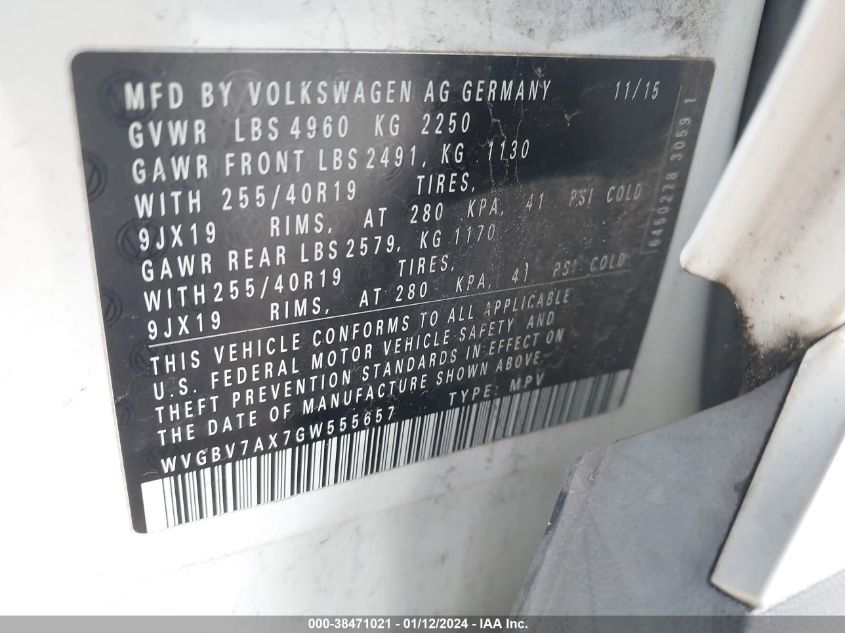 MFD BY VOLKSWAGEN AG GERMANY 11/15
GVWR LBS 4960 KG 2250
GAWR FRONT LBS 2491, KG 1130
WITH 255/40R19 TIRES,
9JX19 RIMS, AT 280 KPA, 41 PSI COLD
GAWR REAR LBS 2579, KG 1170
WITH 255/40R19 TIRES,
9JX19 RIMS, AT 280 KPA, 41 PSI COLD
THIS VEHICLE CONFORMS TO ALL APPLICABLE
U.S. FEDERAL MOTOR VEHICLE SAFETY AND
THEFT PREVENTION STANDARDS IN EFFECT ON
THE DATE OF MANUFACTURE SHOWN ABOVE.
WVGBV7AX7GW555657 TYPE: MPV
6450278 3059 1
000-38471021 - 01/12/2024 - IAA Inc.